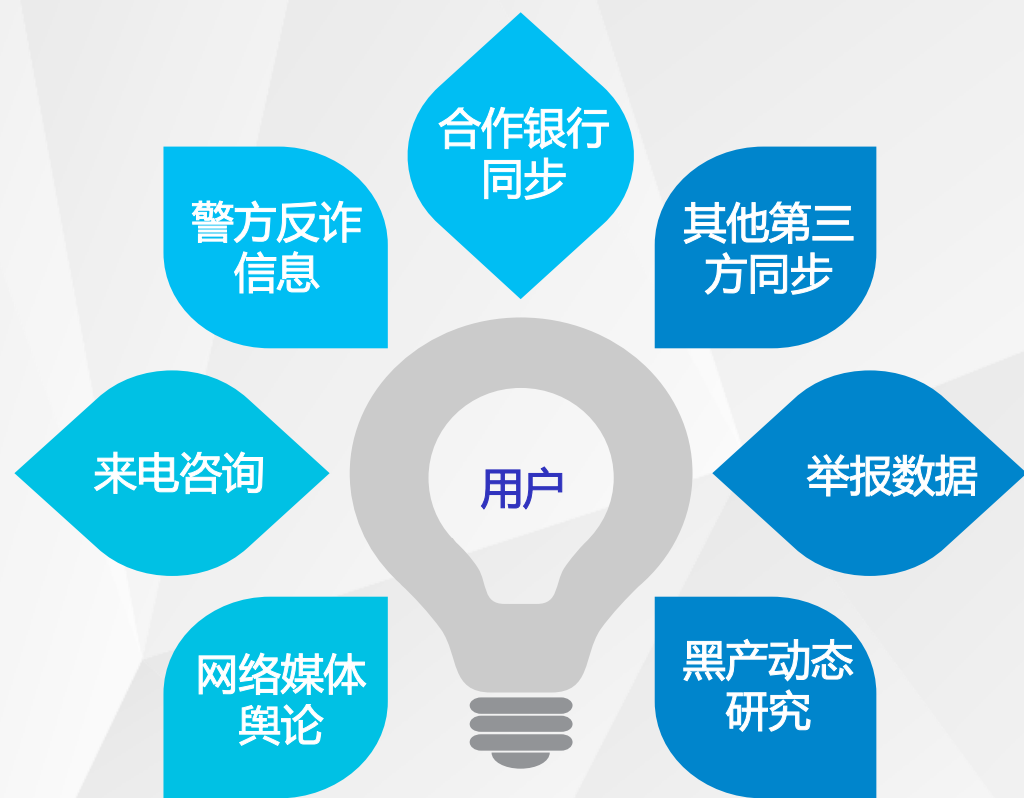 合作银行
同步
警方反诈
信息
其他第三
方同步
来电咨询
用户
举报数据
网络媒体
舆论
黑产动态
研究